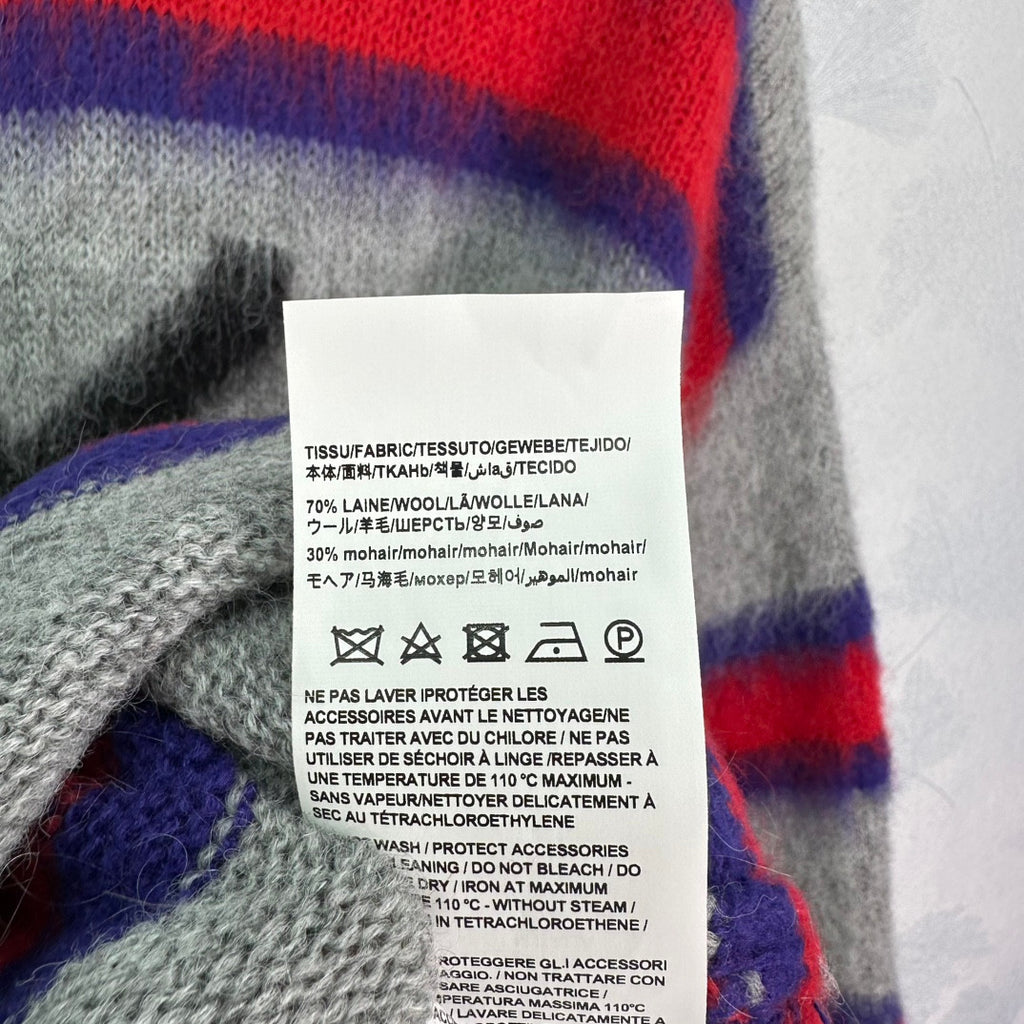 TISSU/FABRIC/TESSUTO/GEWEBE/TEJIDO/
本体/面料/TKAHb/책물/قاش/TECIDO
70% LAINE/WOOL/LÃ/WOLLE/LANA/
ウール/羊毛/ШЕРСТЬ/양모/صوف
30% mohair/mohair/mohair/Mohair/mohair/
モヘア/马海毛/мохер/모헤어/الموهير/mohair
P
NE PAS LAVER IPROTÉGER LES
ACCESSOIRES AVANT LE NETTOYAGE/NE
PAS TRAITER AVEC DU CHILORE / NE PAS
UTILISER DE SÉCHOIR À LINGE /REPASSER À
UNE TEMPERATURE DE 110 °C MAXIMUM -
SANS VAPEUR/NETTOYER DELICATEMENT À
SEC AU TÉTRACHLOROETHYLENE
WASH / PROTECT ACCESSORIES
EANING / DO NOT BLEACH / DO
DRY / IRON AT MAXIMUM
110 °C - WITHOUT STEAM /
IN TETRACHLOROETHENE /
ROTEGGERE GL.I ACCESSORI
AGGIO. / NON TRATTARE CON
SARE ASCIUGATRICE /
PERATURA MASSIMA 110°C
/ LAVARE DELICATAMENTE A